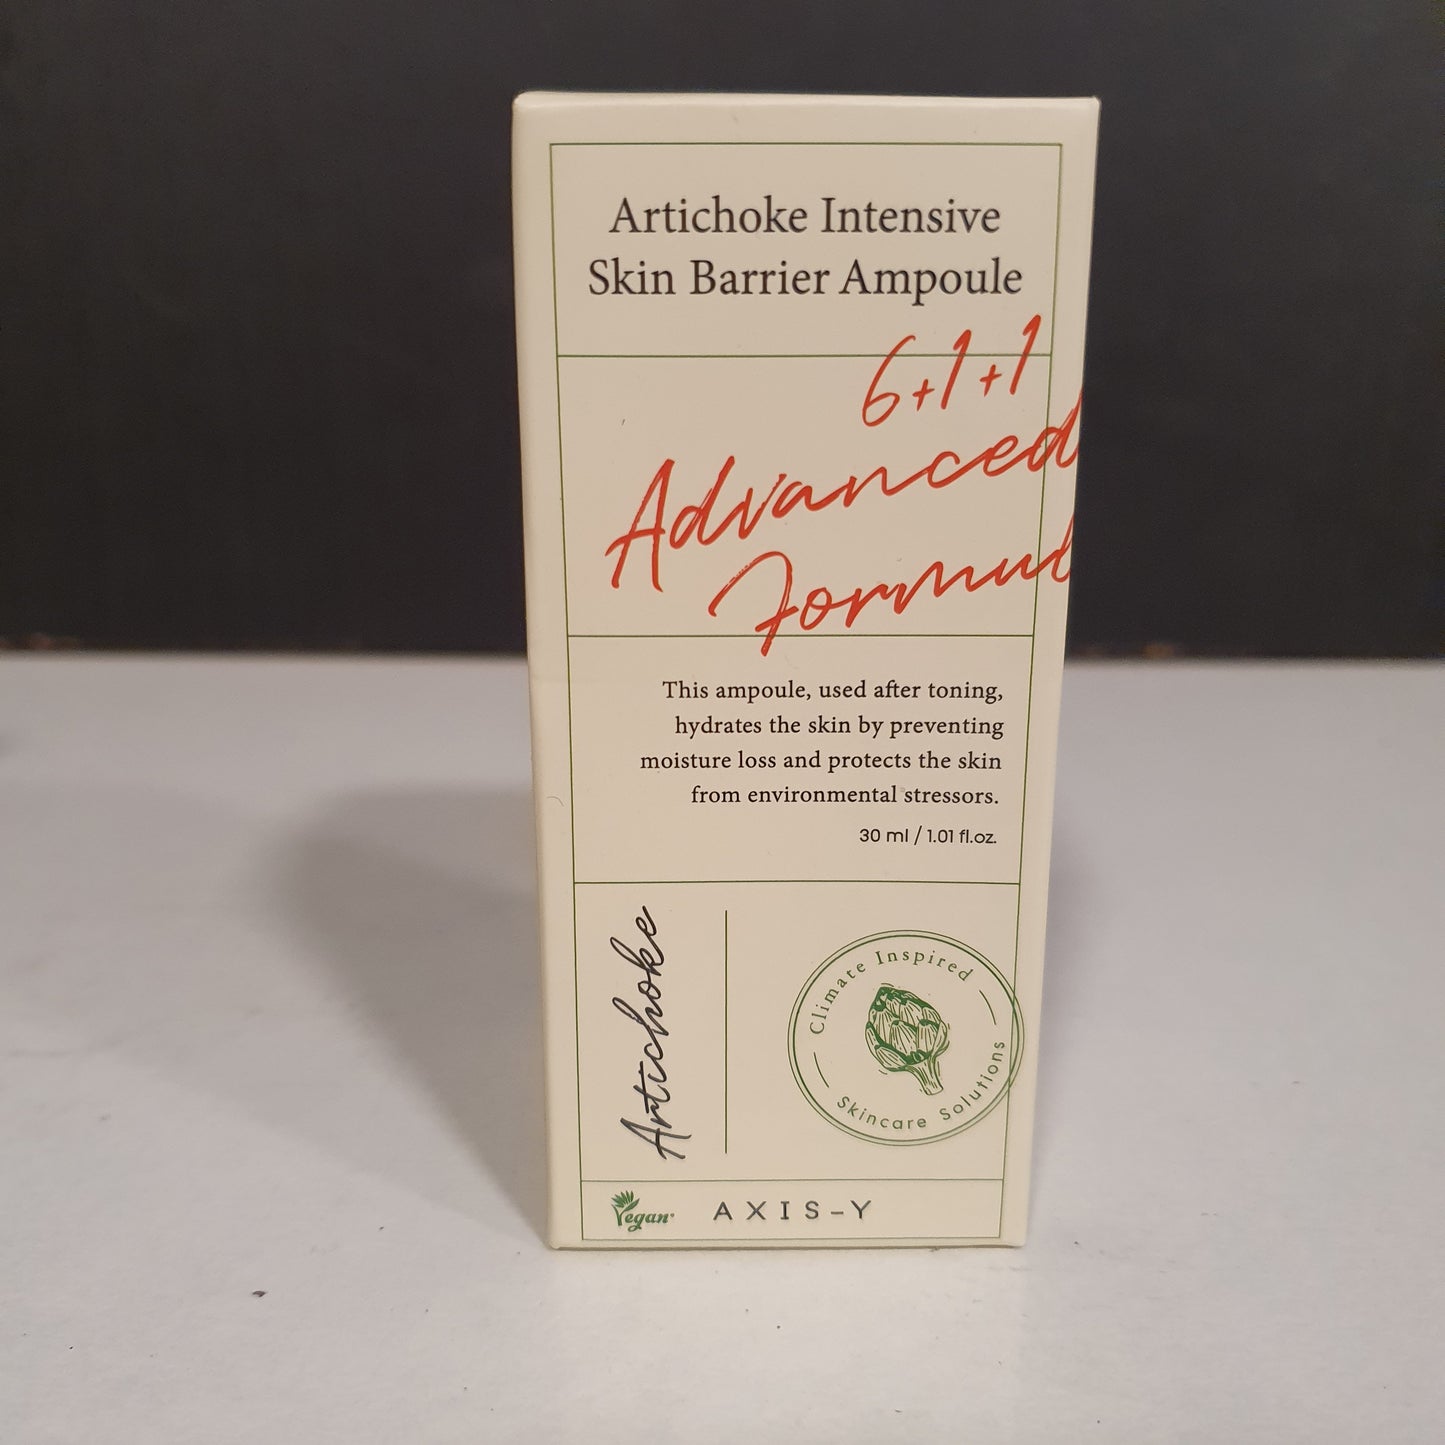 Artichoke Intensive
Skin Barrier Ampoule
6+1+1
Advanced
Formul
This ampoule, used after toning,
hydrates the skin by preventing
moisture loss and protects the skin
from environmental stressors.
30 ml / 1.01 fl.oz.
Artichoke
Climate Inspired
Skincare Solutions
Vegan
AXIS-Y